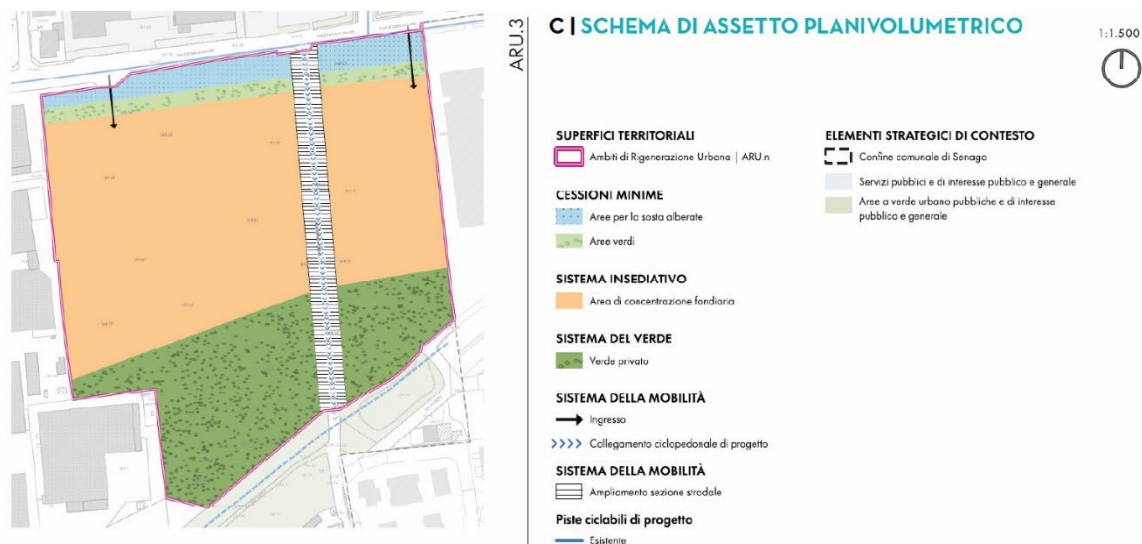 ARU.3
C | SCHEMA DI ASSETTO PLANIVOLUMETRICO
1:1.500
SUPERFICI TERRITORIALI
Ambiti di Rigenerazione Urbana | ARU.n
CESSIONI MINIME
Aree per la sosta alberate
Aree verdi
SISTEMA INSEDIATIVO
Area di concentrazione fondiaria
SISTEMA DEL VERDE
Verde privato
SISTEMA DELLA MOBILITÀ
Ingresso
Collegamento ciclopedonale di progetto
SISTEMA DELLA MOBILITÀ
Ampliamento sezione stradale
Piste ciclabili di progetto
Esistente
ELEMENTI STRATEGICI DI CONTESTO
Confine comunale di Senago
Servizi pubblici e di interesse pubblico e generale
Aree a verde urbano pubbliche e di interesse
pubblico e generale